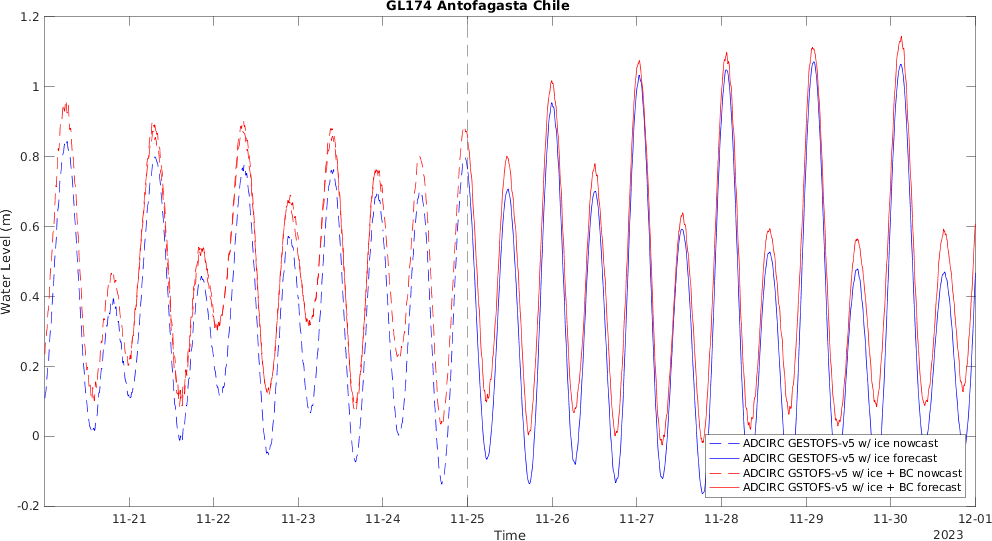 GL174 Antofagasta Chile
1.2
1
0.8
0.6
0.4
0.2
0
-0.2
Water Level (m)
ADCIRC GESTOFS-v5 w/ ice nowcast
ADCIRC GESTOFS-v5 w/ ice forecast
ADCIRC GSTOFS-v5 w/ ice + BC nowcast
ADCIRC GSTOFS-v5 w/ ice + BC forecast
11-21 11-22 11-23 11-24 11-25 11-26 11-27 11-28 11-29 11-30 12-01
Time
2023